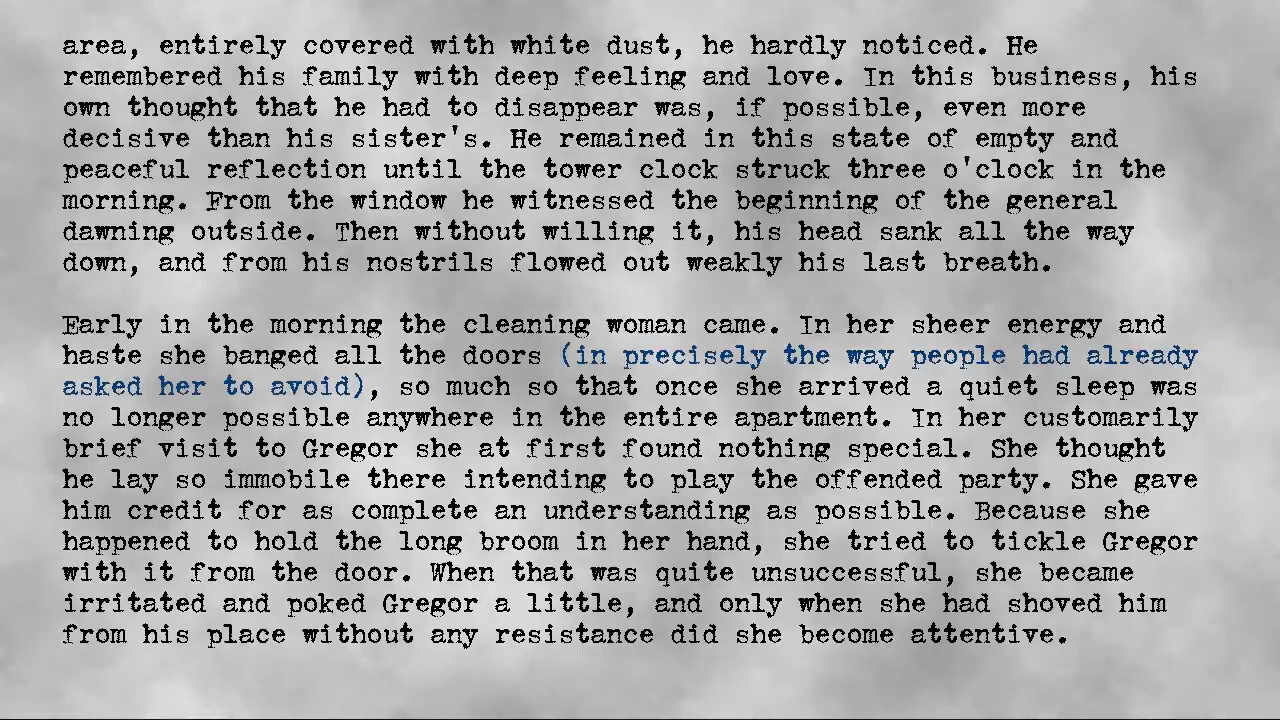 area, entirely covered with white dust, he hardly noticed. He
remembered his family with deep feeling and love. In this business, his
own thought that he had to disappear was, if possible, even more
decisive than his sister's. He remained in this state of empty and
peaceful reflection until the tower clock struck three o'clock in the
morning. From the window he witnessed the beginning of the general
dawning outside. Then without willing it, his head sank all the way
down, and from his nostrils flowed out weakly his last breath.

Early in the morning the cleaning woman came. In her sheer energy and
haste she banged all the doors (in precisely the way people had already
asked her to avoid), so much so that once she arrived a quiet sleep was
no longer possible anywhere in the entire apartment. In her customarily
brief visit to Gregor she at first found nothing special. She thought
he lay so immobile there intending to play the offended party. She gave
him credit for as complete an understanding as possible. Because she
happened to hold the long broom in her hand, she tried to tickle Gregor
with it from the door. When that was quite unsuccessful, she became
irritated and poked Gregor a little, and only when she had shoved him
from his place without any resistance did she become attentive.